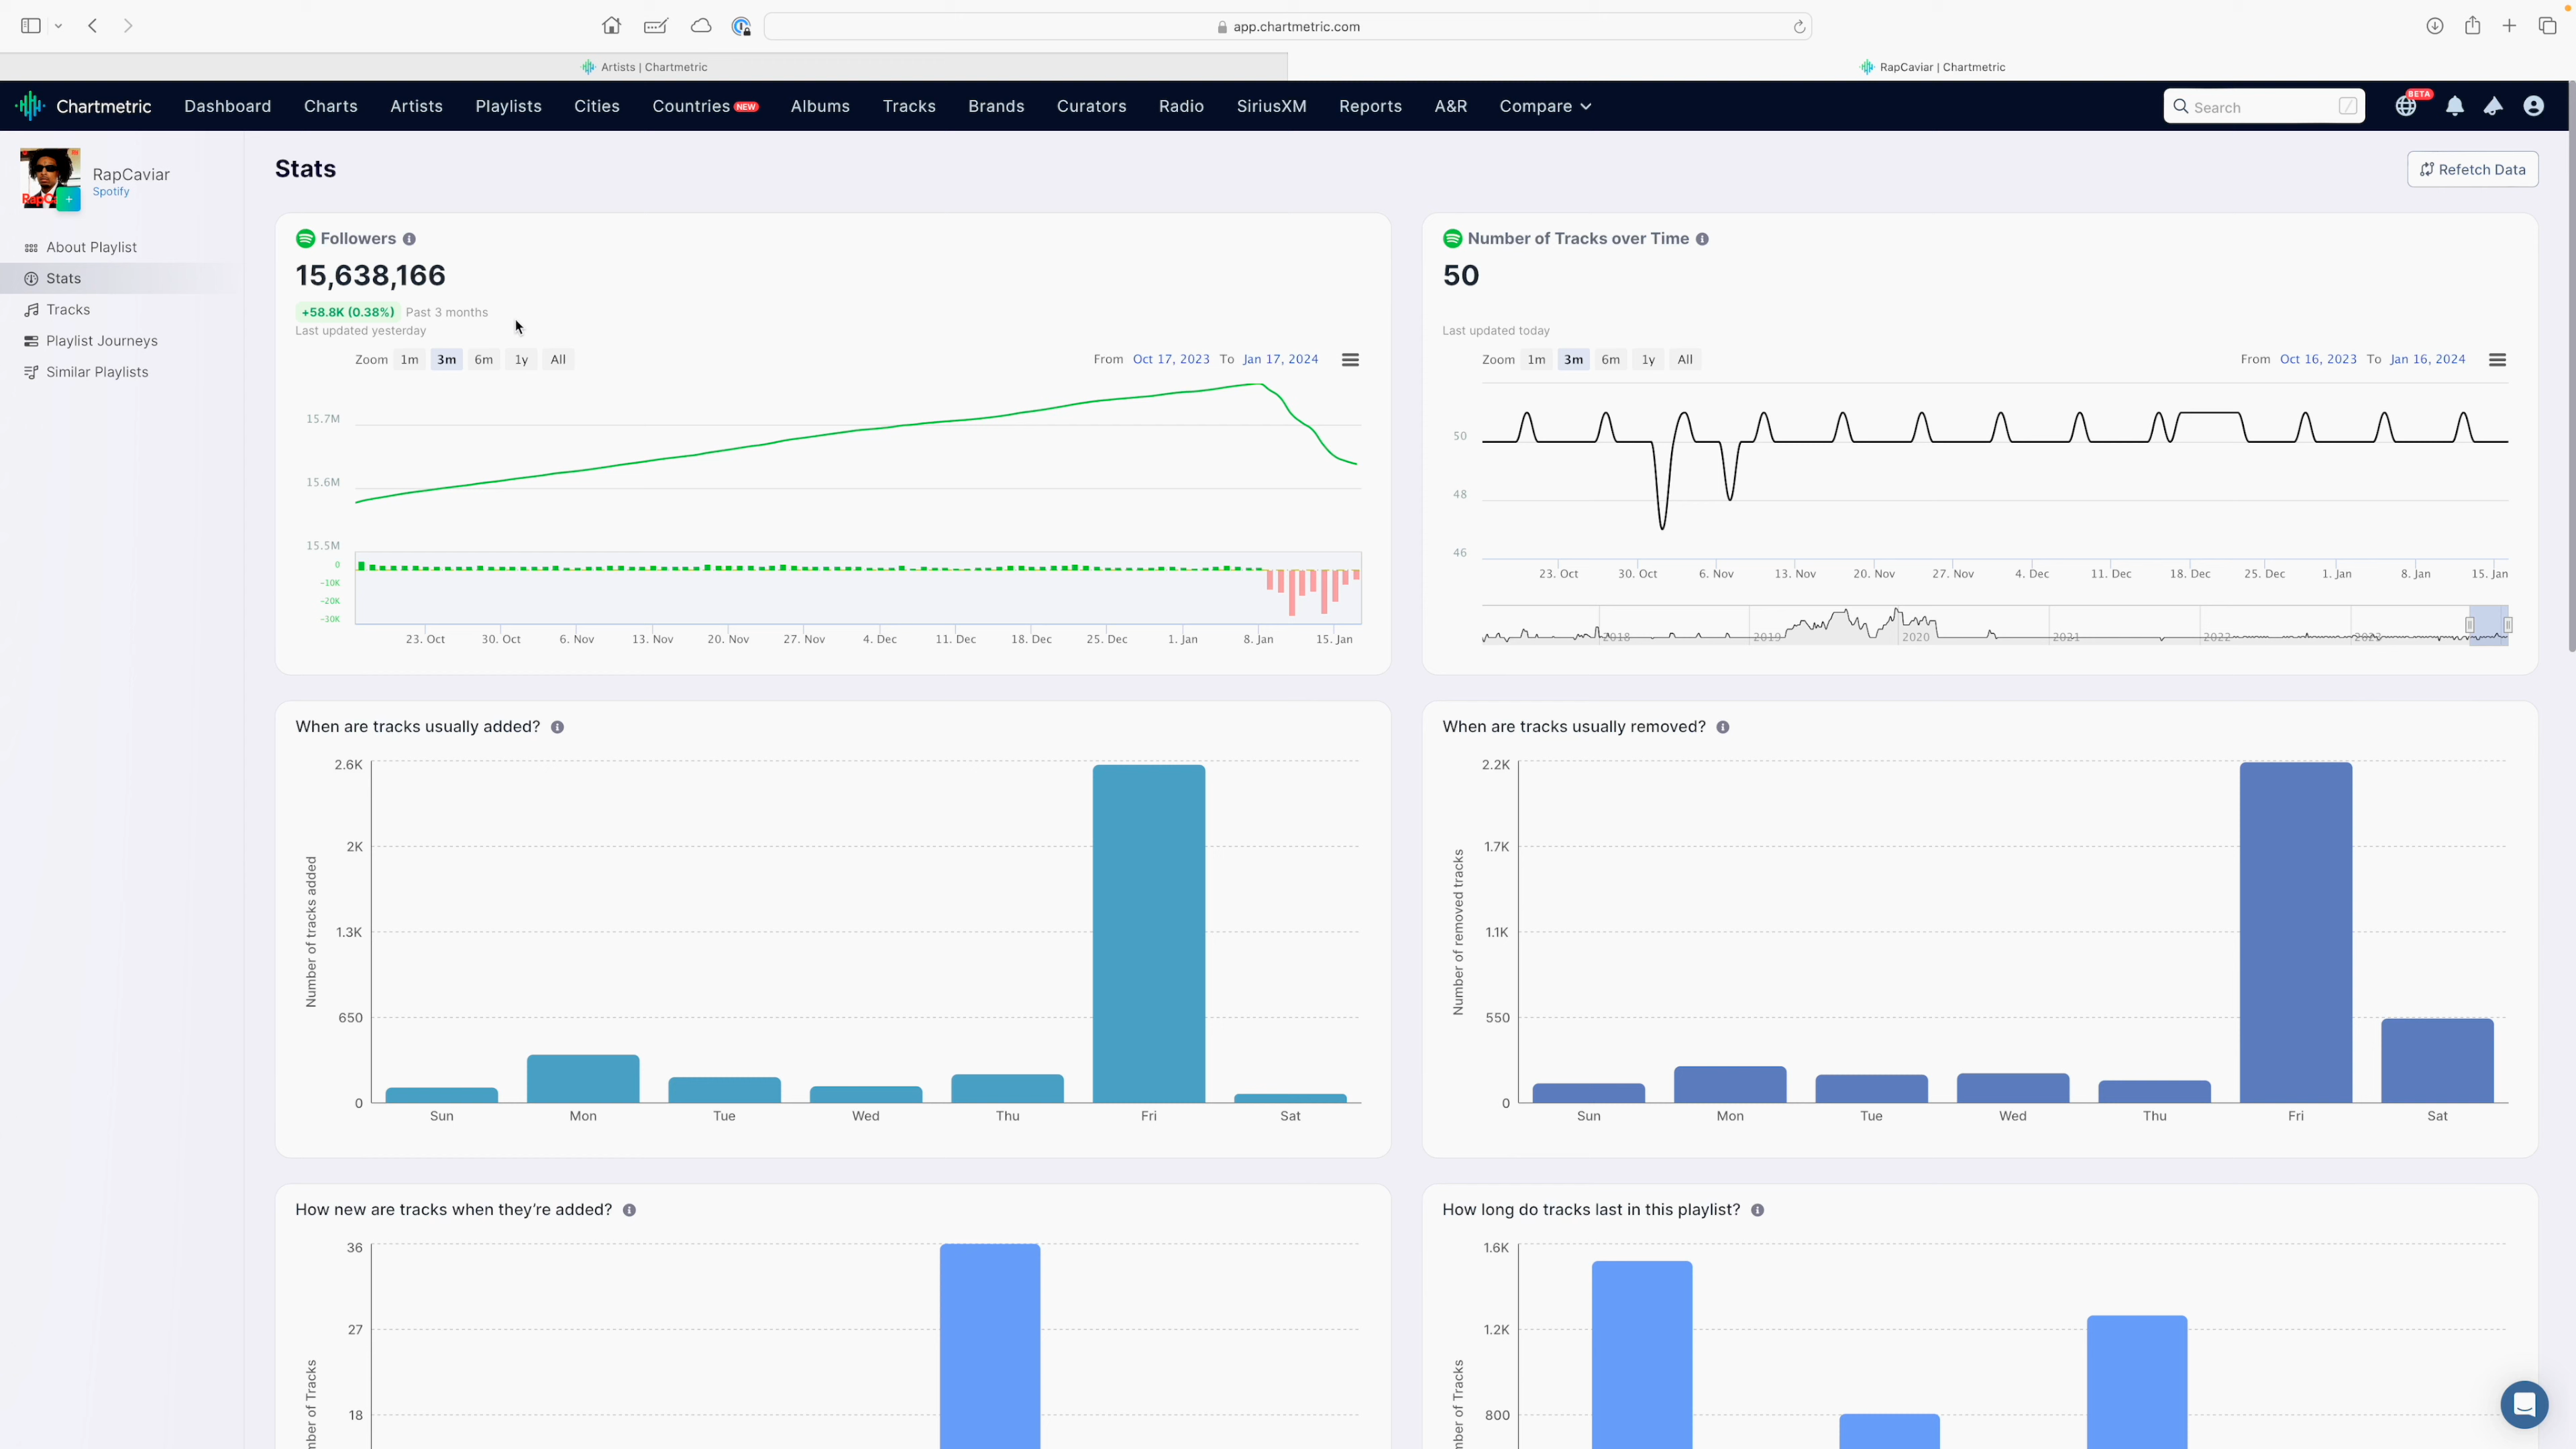 app.chartmetric.com
Artists | Chartmetric
RapCaviar | Chartmetric
Chartmetric Dashboard Charts Artists Playlists Cities Countries NEW Albums Tracks Brands Curators Radio SiriusXM Reports A&R Compare Search / BETA
RapCaviar
Spotify
About Playlist
Stats
Tracks
Playlist Journeys
Similar Playlists
Stats
Refetch Data
Followers
15,638,166
+58.8K (0.38%) Past 3 months
Last updated yesterday
Zoom 1m 3m 6m 1y All From Oct 17, 2023 To Jan 17, 2024
15.7M
15.6M
15.5M
0
-10K
-20K
-30K
23. Oct 30. Oct 6. Nov 13. Nov 20. Nov 27. Nov 4. Dec 11. Dec 18. Dec 25. Dec 1. Jan 8. Jan 15. Jan
Number of Tracks over Time
50
Last updated today
Zoom 1m 3m 6m 1y All From Oct 16, 2023 To Jan 16, 2024
50
48
46
23. Oct 30. Oct 6. Nov 13. Nov 20. Nov 27. Nov 4. Dec 11. Dec 18. Dec 25. Dec 1. Jan 8. Jan 15. Jan
2018 2019 2020 2021 2022 2023
When are tracks usually added?
Number of tracks added
2.6K
2K
1.3K
650
0
Sun Mon Tue Wed Thu Fri Sat
When are tracks usually removed?
Number of removed tracks
2.2K
1.7K
1.1K
550
0
Sun Mon Tue Wed Thu Fri Sat
How new are tracks when they're added?
mber of Tracks
36
27
18
How long do tracks last in this playlist?
mber of Tracks
1.6K
1.2K
800